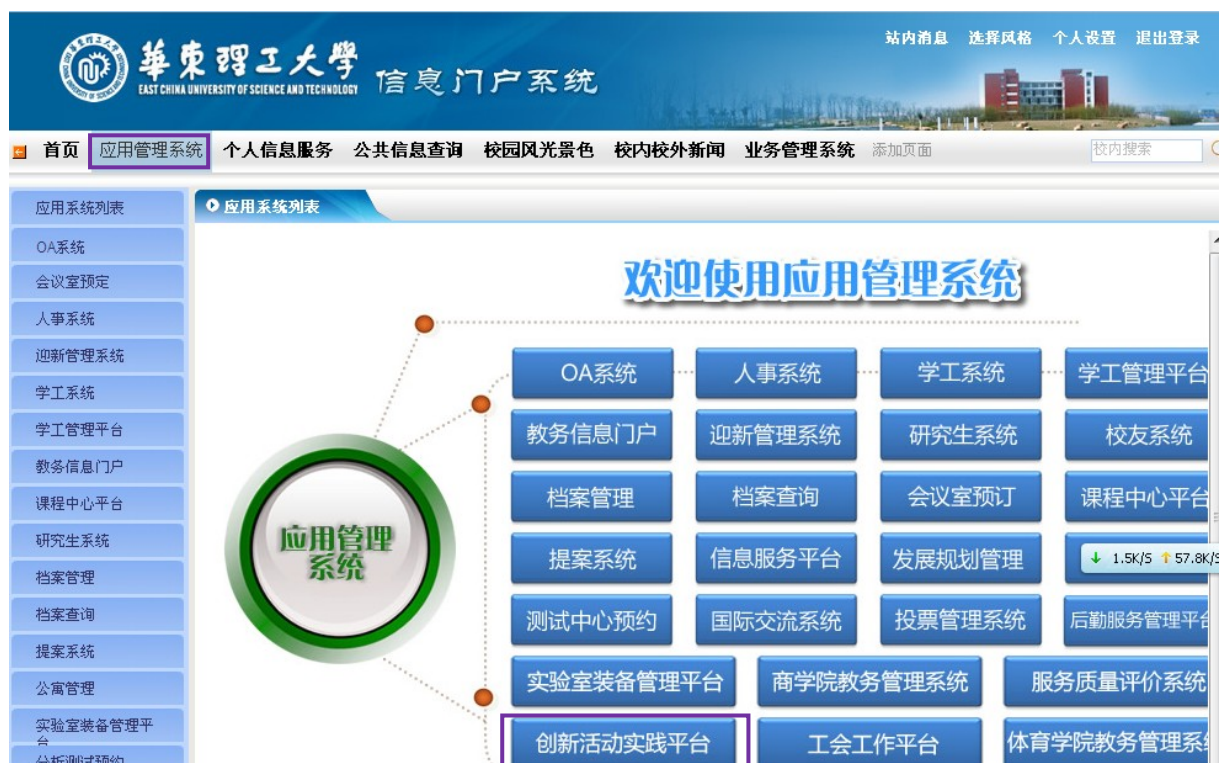 站内消息 选择风格 个人设置 退出登录
華東理工大學 信息门户系统
EAST CHINA UNIVERSITY OF SCIENCE AND TECHNOLOGY
首页 应用管理系统 个人信息服务 公共信息查询 校园风光景色 校内校外新闻 业务管理系统 添加页面 校内搜索
应用系统列表
OA系统
会议室预定
人事系统
迎新管理系统
学工系统
学工管理平台
教务信息门户
课程中心平台
研究生系统
档案管理
档案查询
提案系统
公寓管理
实验室装备管理平
台
分析测试预约
应用系统列表
欢迎使用应用管理系统
应用管理
系统
OA系统 人事系统 学工系统 学工管理平台
教务信息门户 迎新管理系统 研究生系统 校友系统
档案管理 档案查询 会议室预订 课程中心平台
提案系统 信息服务平台 发展规划管理 1.5K/S 57.8K/S
测试中心预约 国际交流系统 投票管理系统 后勤服务管理平台
实验室装备管理平台 商学院教务管理系统 服务质量评价系统
创新活动实践平台 工会工作平台 体育学院教务管理系